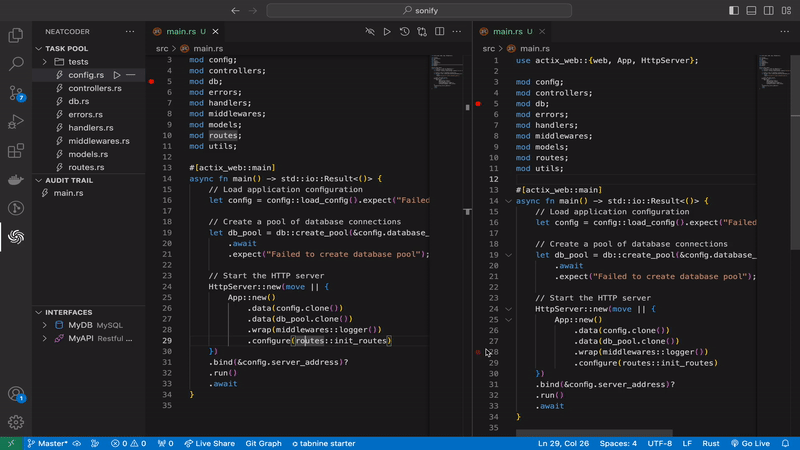 sonify
NEATCODER
TASK POOL
tests
config.rs
controllers.rs
db.rs
errors.rs
handlers.rs
middlewares.rs
models.rs
routes.rs
AUDIT TRAIL
main.rs
INTERFACES
MyDB MySQL
MyAPI Restful ...
7
1
main.rs U
src > main.rs
3 mod config;
4 mod controllers;
5 mod db;
6 mod errors;
7 mod handlers;
8 mod middlewares;
9 mod models;
10 mod routes;
11 mod utils;
12
13 #[actix_web::main]
14 async fn main() -> std::io::Result<()> {
15 // Load application configuration
16 let config = config::load_config().expect("Failed
17
18 // Create a pool of database connections
19 let db_pool = db::create_pool(&config.database_
20 .await
21 .expect("Failed to create database pool");
22
23 // Start the HTTP server
24 HttpServer::new(move || {
25 App::new()
26 .data(config.clone())
27 .data(db_pool.clone())
28 .wrap(middlewares::logger())
29 .configure(routes::init_routes)
30 })
31 .bind(&config.server_address)?
32 .run()
33 .await
34 }
35
main.rs U
src > main.rs
1 use actix_web::{web, App, HttpServer};
2
3 mod config;
4 mod controllers;
5 mod db;
6 mod errors;
7 mod handlers;
8 mod middlewares;
9 mod models;
10 mod routes;
11 mod utils;
12
13 #[actix_web::main]
14 async fn main() -> std::io::Result<()> {
15 // Load application configuration
16 let config = config::load_config().expect("Failed
17
18 // Create a pool of database connections
19 let db_pool = db::create_pool(&config.database_
20 .await
21 .expect("Failed to create database pool"
22
23 // Start the HTTP server
24 HttpServer::new(move || {
25 App::new()
26 .data(config.clone())
27 .data(db_pool.clone())
28 .wrap(middlewares::logger())
29 .configure(routes::init_routes)
30 })
31 .bind(&config.server_address)?
32 .run()
33 .await
34 }
35
Master* 0 0 0 Live Share Git Graph tabnine starter Ln 29, Col 26 Spaces: 4 UTF-8 LF Rust Go Live